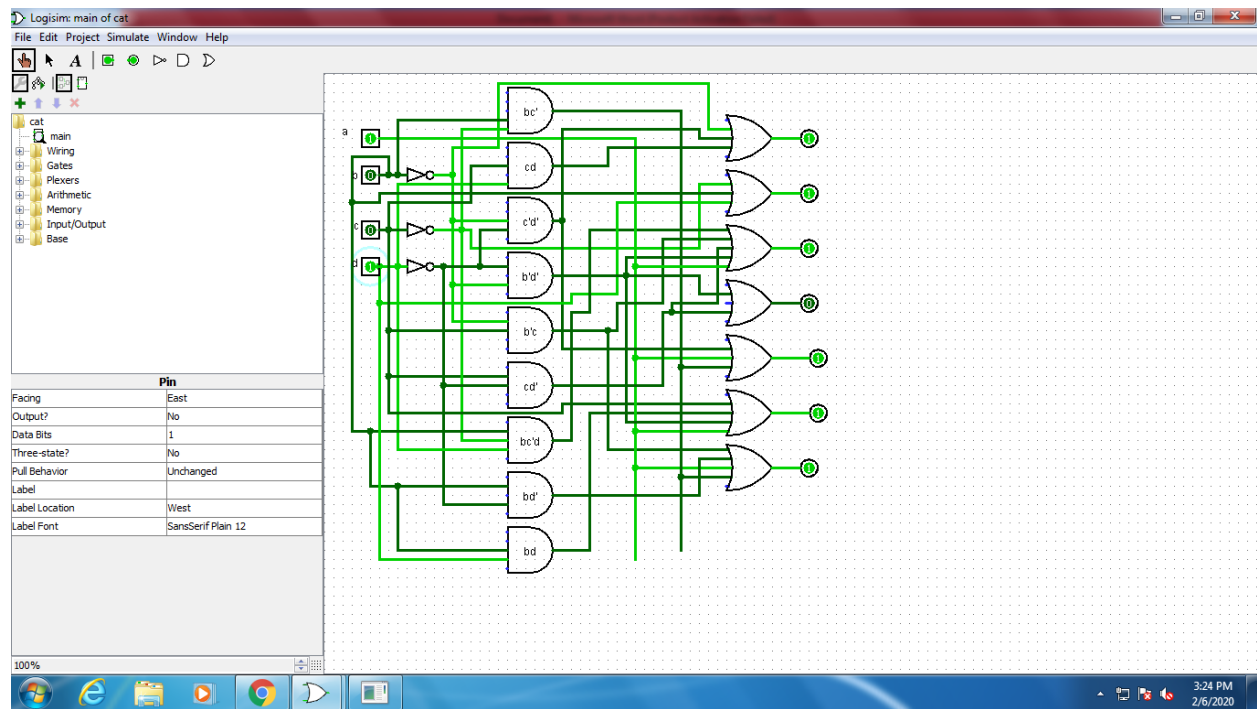 Logisim: main of cat
File Edit Project Simulate Window Help
A
cat
main
Wiring
Gates
Plexers
Arithmetic
Memory
Input/Output
Base
Pin
Facing East
Output? No
Data Bits 1
Three-state? No
Pull Behavior Unchanged
Label
Label Location West
Label Font SansSerif Plain 12
100%
a
1
b
0
c
0
d
1
bc'
cd
c'd'
b'd'
b'c
cd'
bc'd
bd'
bd
1
1
1
0
1
1
1
3:24 PM
2/6/2020